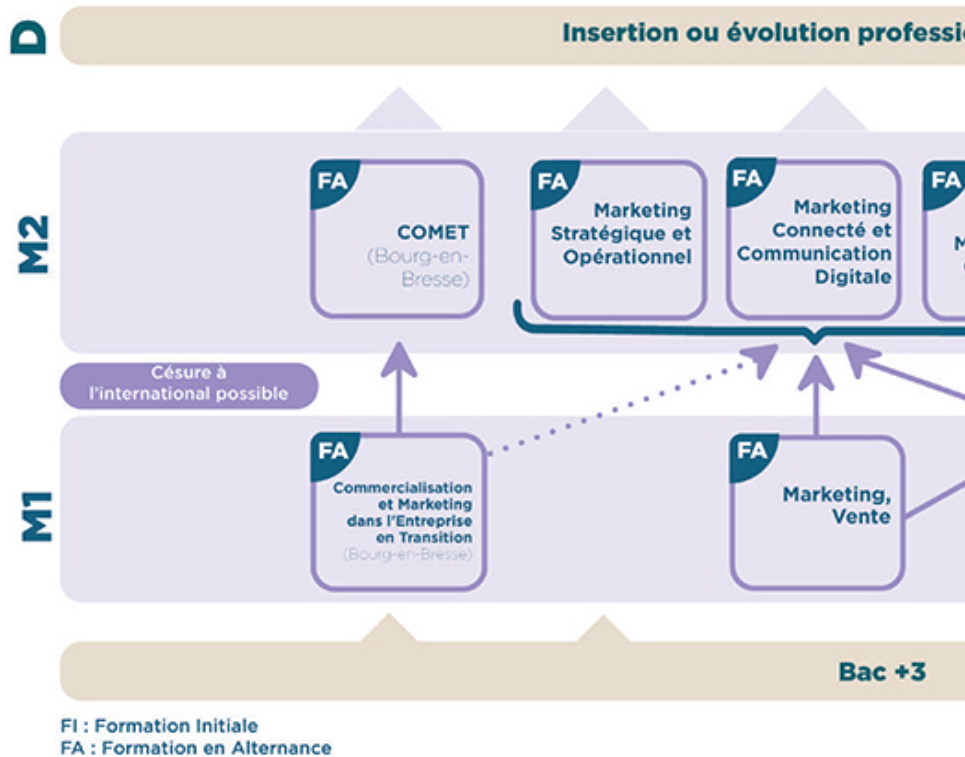 D
Insertion ou évolution
M2
FA
COMET
(Bourg-en-
Bresse)
FA
Marketing
Stratégique et
Opérationnel
FA
Marketing
Connecté et
Communication
Digitale
FA
Césure à
l'international possible
M1
FA
Commercialisation
et Marketing
dans l'Entreprise
en Transition
(Bourg-en-Bresse)
FA
Marketing,
Vente
Bac +3
FI : Formation Initiale
FA : Formation en Alternance